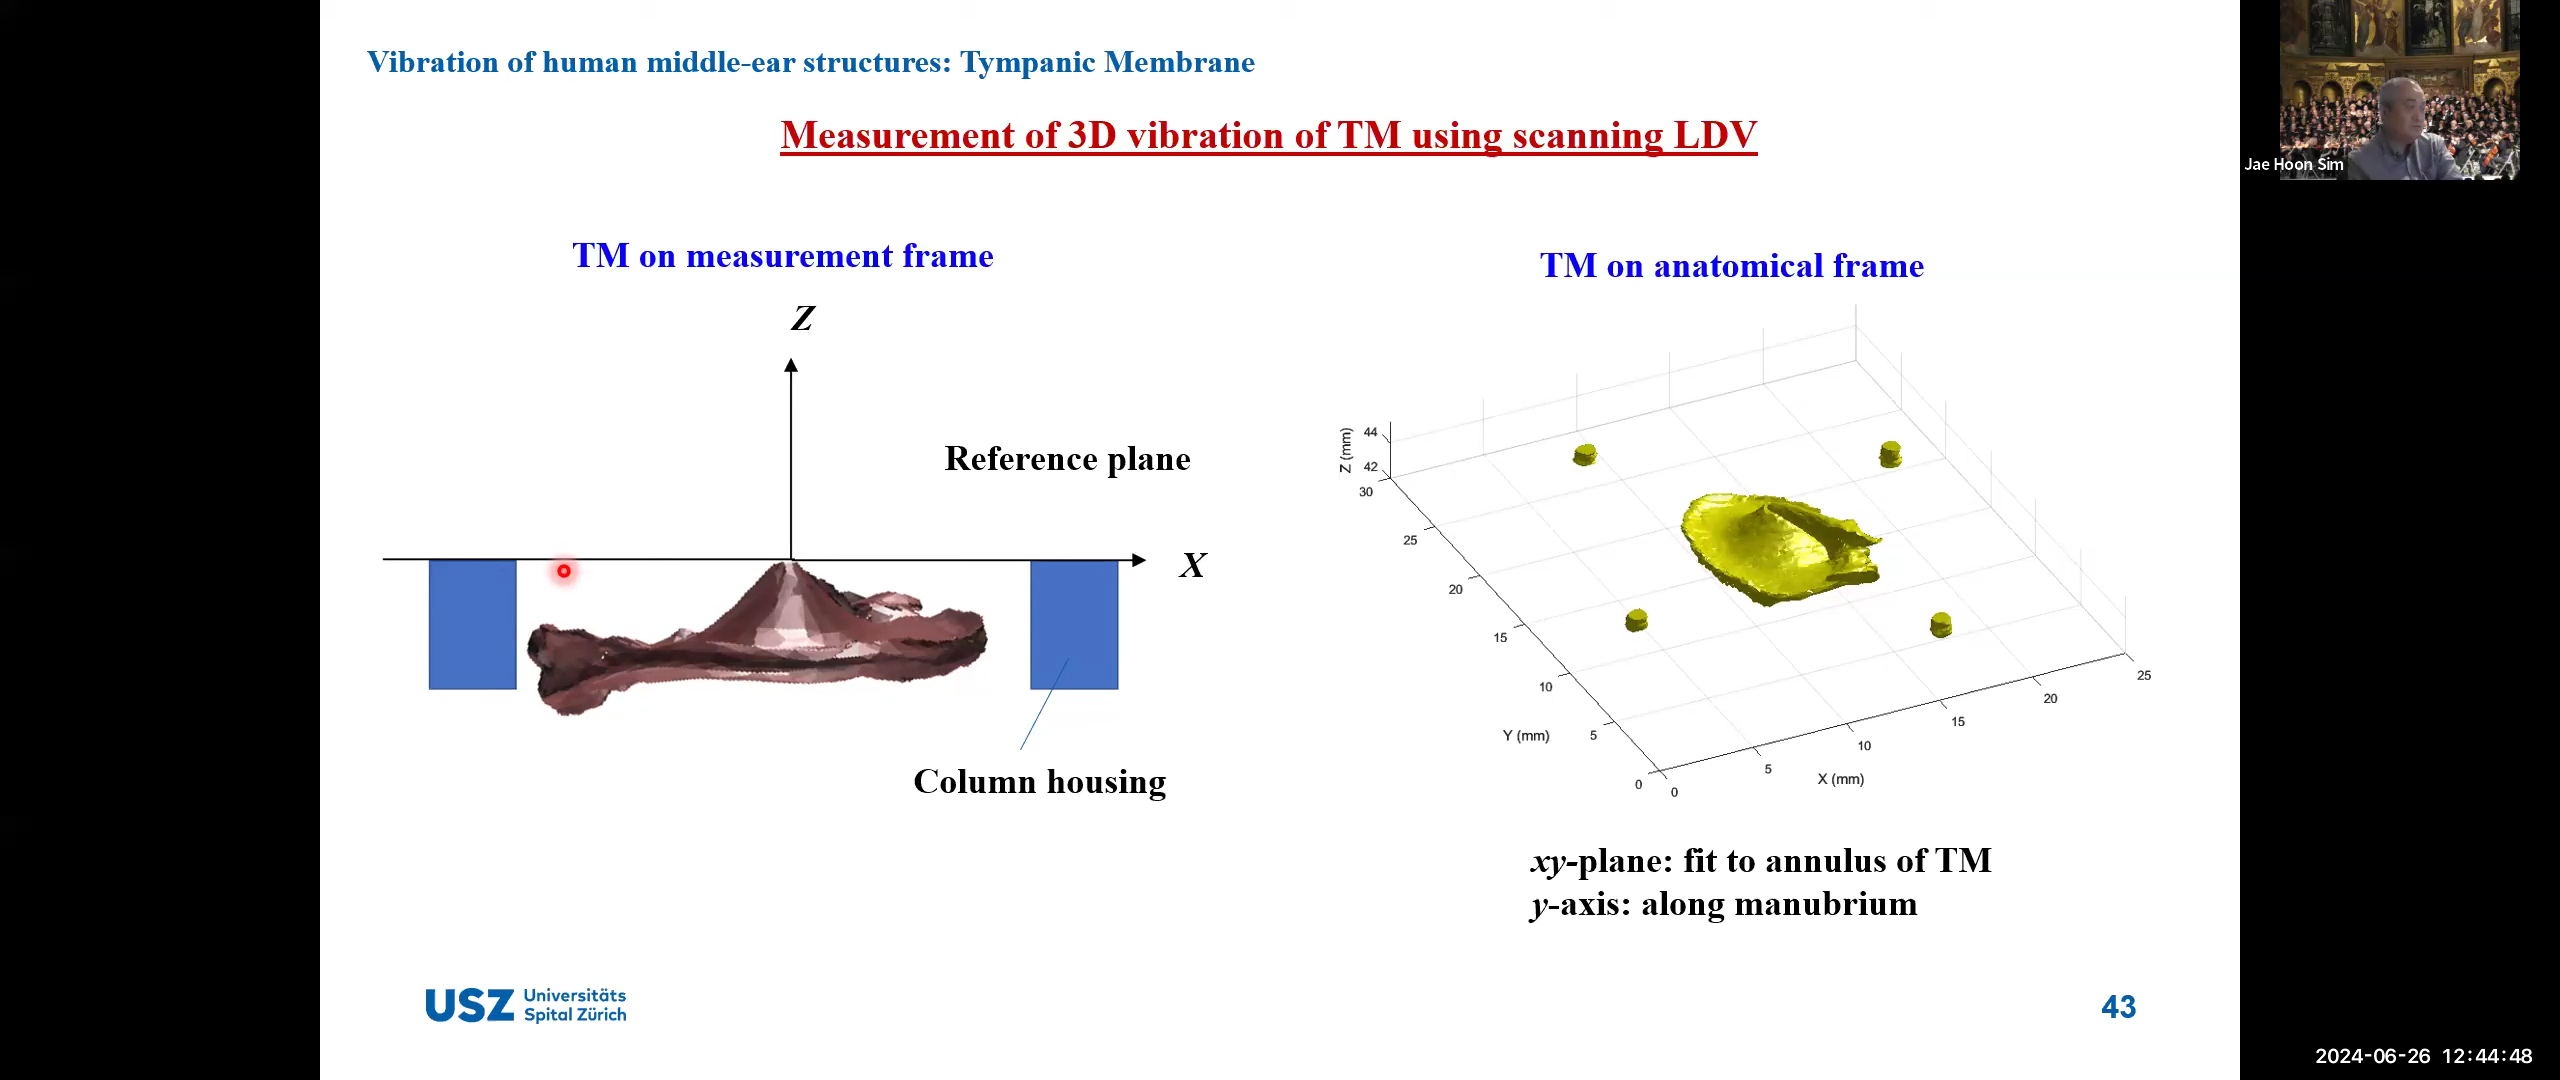 Vibration of human middle-ear structures: Tympanic Membrane
Measurement of 3D vibration of TM using scanning LDV
Jae Hoon Sim
TM on measurement frame
Z
Reference plane
X
Column housing
TM on anatomical frame
Z (mm)
44
42
30
25
20
15
10
5
0
Y (mm)
0
5
10
15
20
25
X (mm)
xy-plane: fit to annulus of TM
y-axis: along manubrium
USZ Universitäts
Spital Zürich
43
2024-06-26 12:44:48